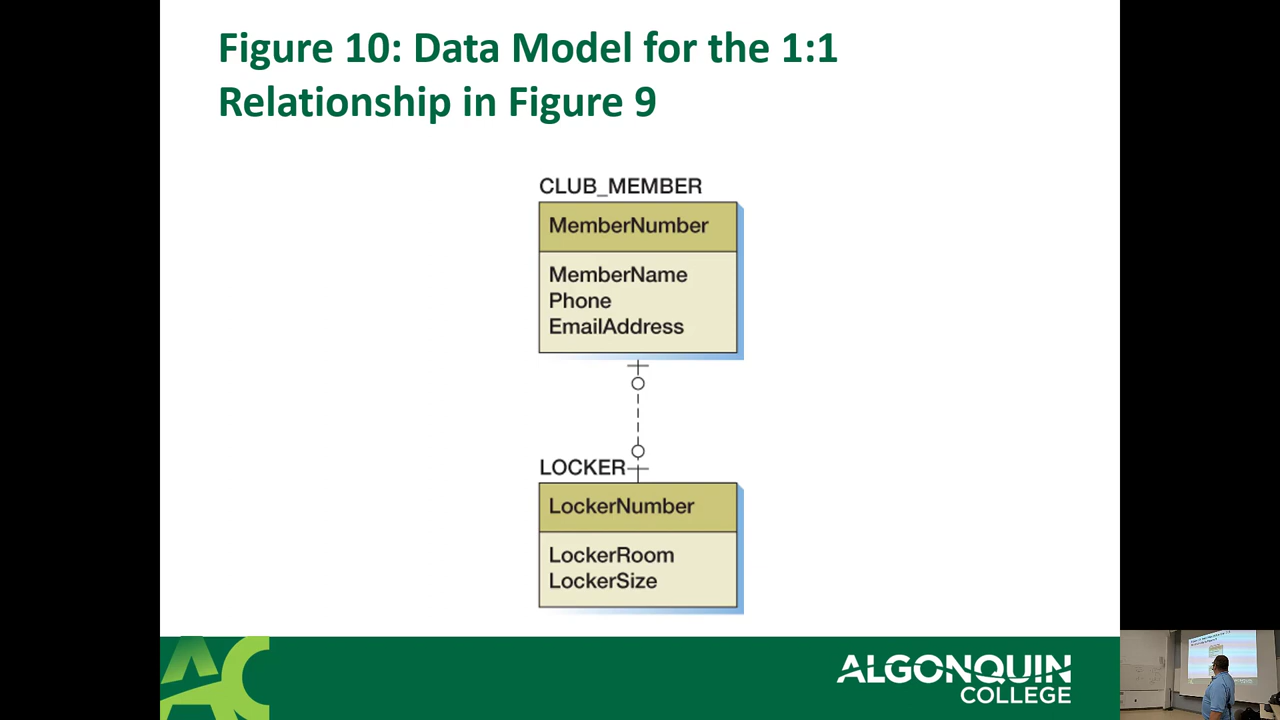 Figure 10: Data Model for the 1:1
Relationship in Figure 9
CLUB_MEMBER
MemberNumber
MemberName
Phone
EmailAddress
LOCKER
LockerNumber
LockerRoom
LockerSize
AC
ALGONQUIN
COLLEGE